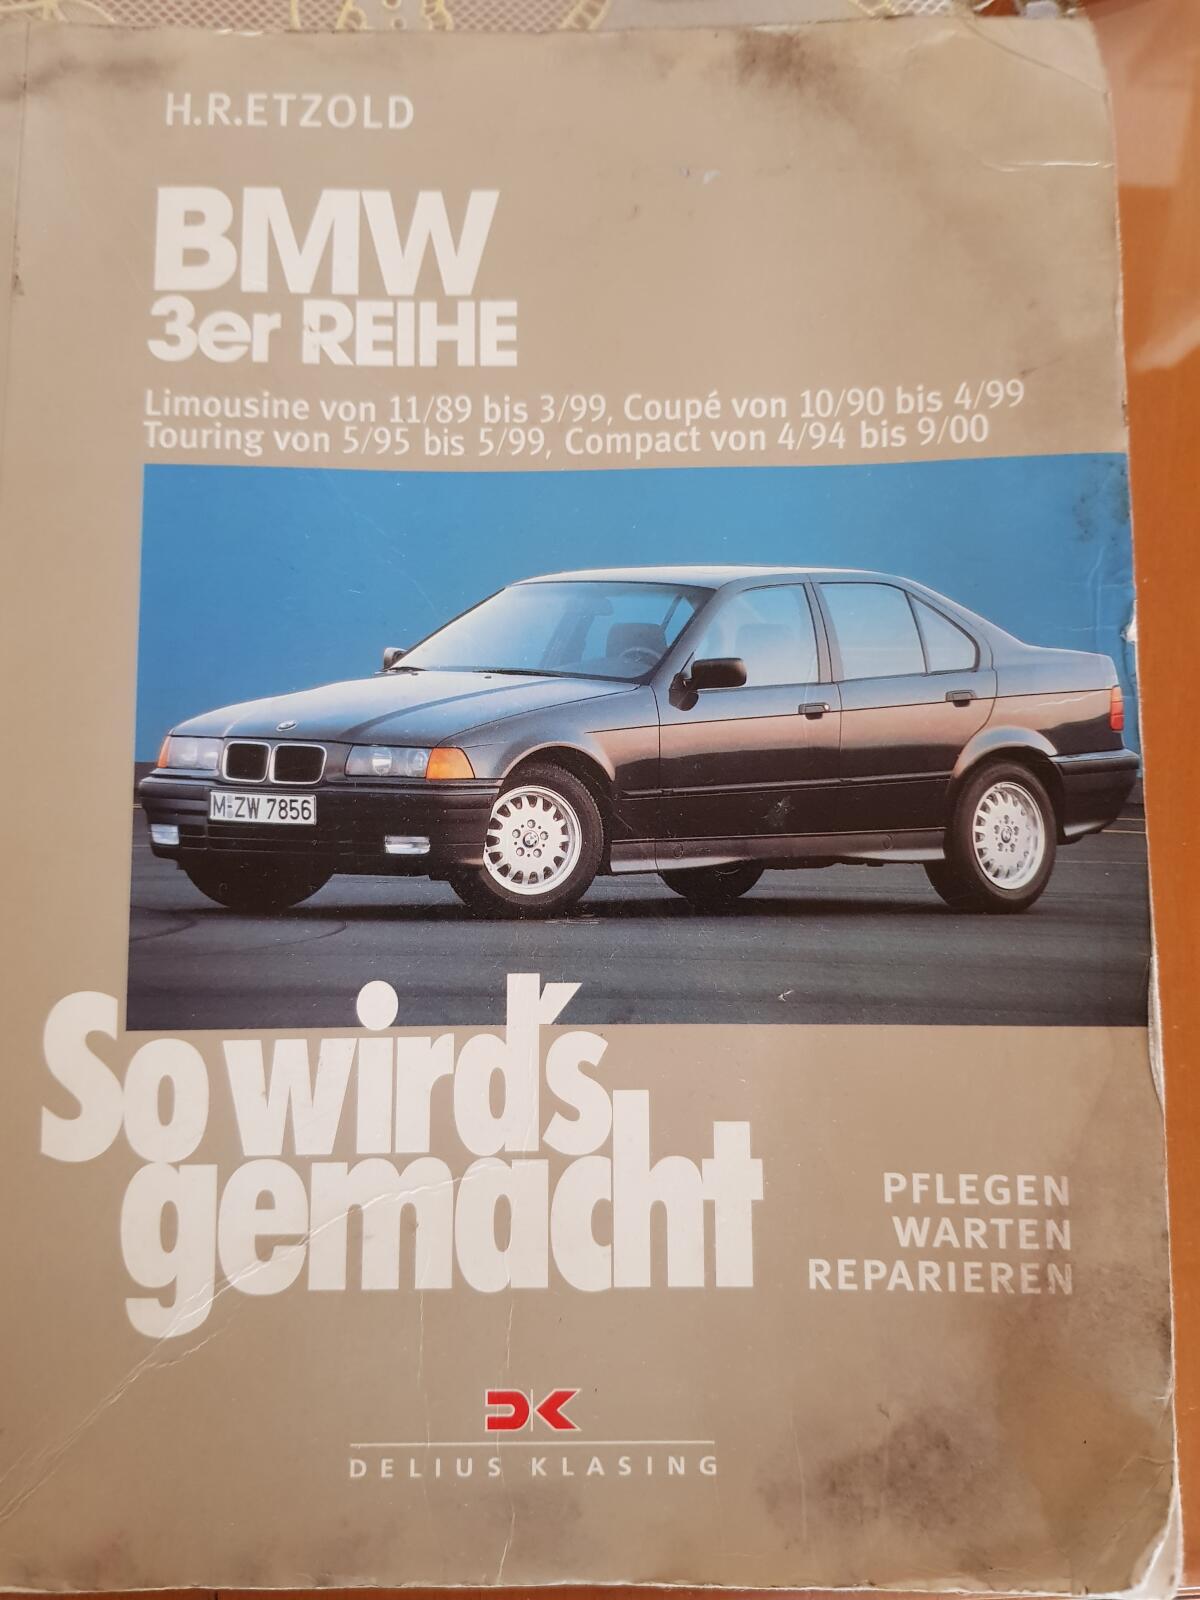 H.R.ETZOLD
BMW
3er REIHE
Limousine von 11/89 bis 3/99, Coupé von 10/90 bis 4/99
Touring von 5/95 bis 5/99, Compact von 4/94 bis 9/00
M-ZW 7856
So wird's
gemacht
PFLEGEN
WARTEN
REPARIEREN
DK
DELIUS KLASING